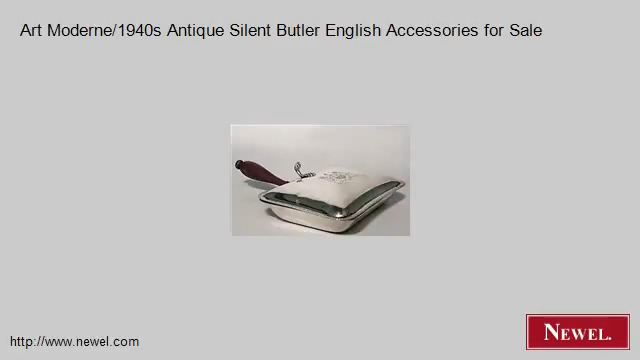 Art Moderne/1940s Antique Silent Butler English Accessories for Sale
http://www.newel.com
NEWEL.